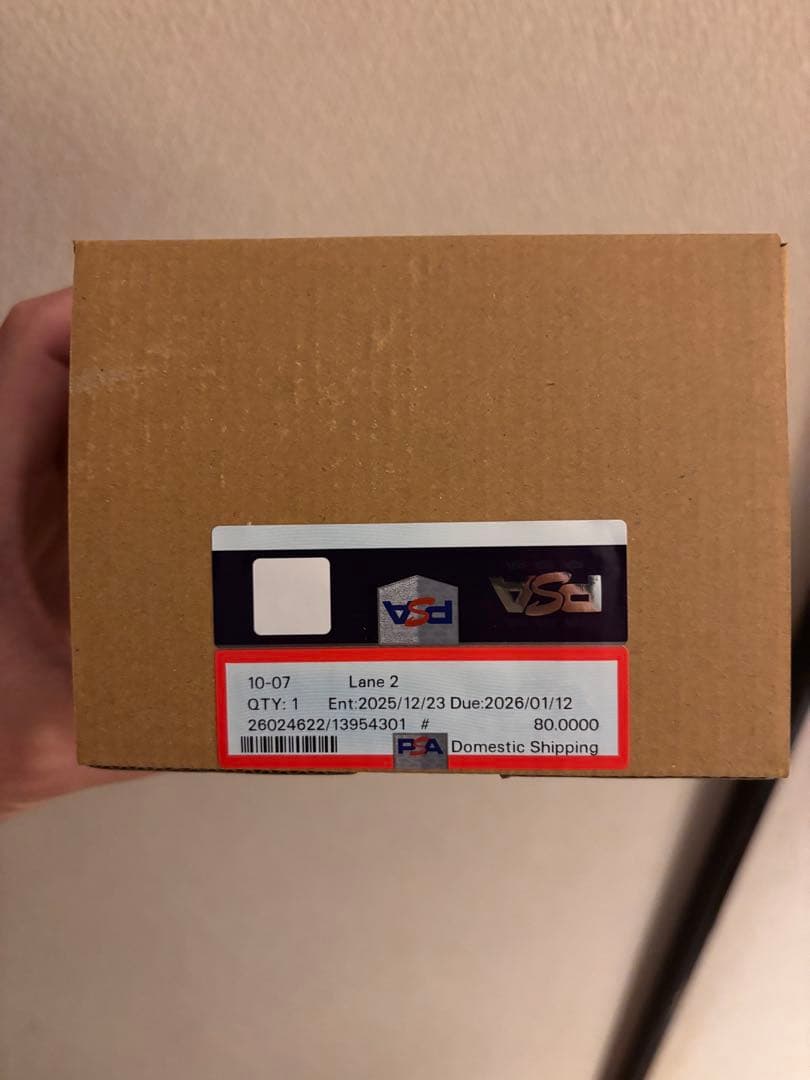 PSA
PSA
10-07 Lane 2
QTY: 1 Ent:2025/12/23 Due:2026/01/12
26024622/13954301 # 80.0000
PSA Domestic Shipping